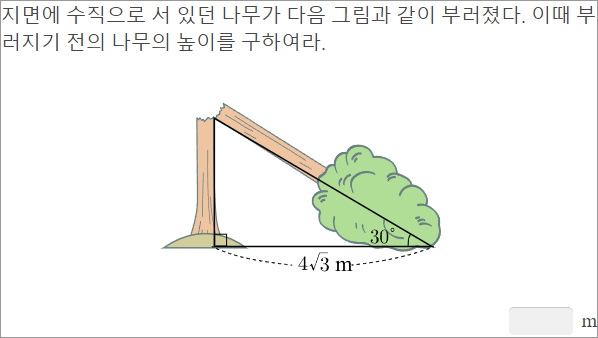 지면에 수직으로 서 있던 나무가 다음 그림과 같이 부러졌다. 이때 부
러지기 전의 나무의 높이를 구하여라.
30°
4√3 m
m